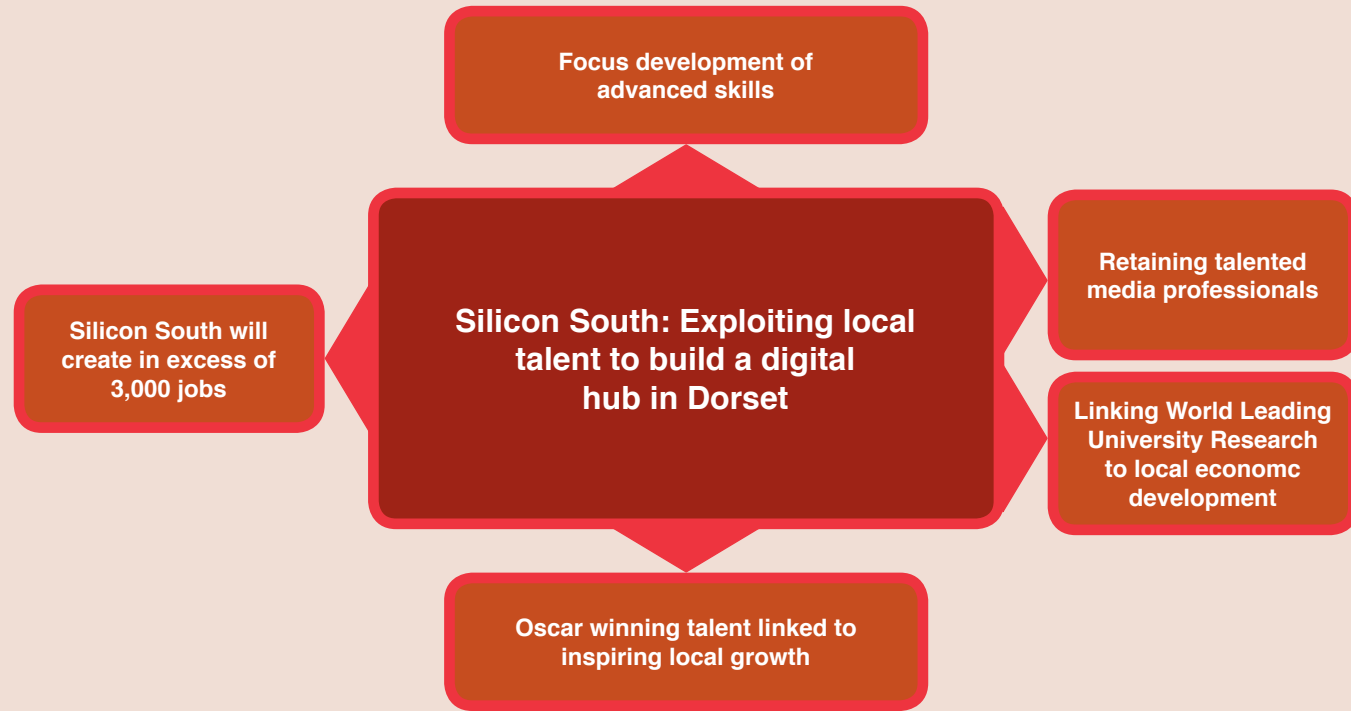 Focus development of
advanced skills
Retaining talented
media professionals
Silicon South will
create in excess of
3,000 jobs
Silicon South: Exploiting local
talent to build a digital
hub in Dorset
Linking World Leading
University Research
to local economc
development
Oscar winning talent linked to
inspiring local growth